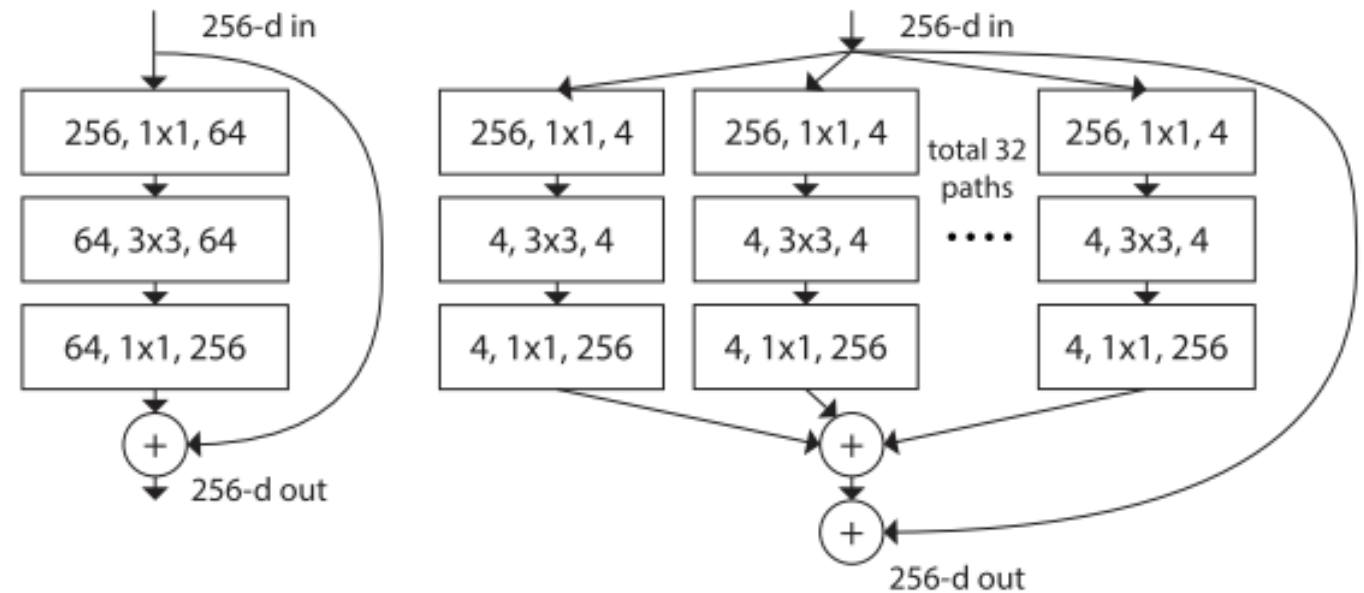 256-d in
256, 1x1, 64
64, 3x3, 64
64, 1x1, 256
+
256-d out
256-d in
256, 1x1, 4
256, 1x1, 4
total 32
paths
256, 1x1, 4
4, 3x3, 4
4, 3x3, 4
....
4, 3x3, 4
4, 1x1, 256
4, 1x1, 256
4, 1x1, 256
+
+
256-d out